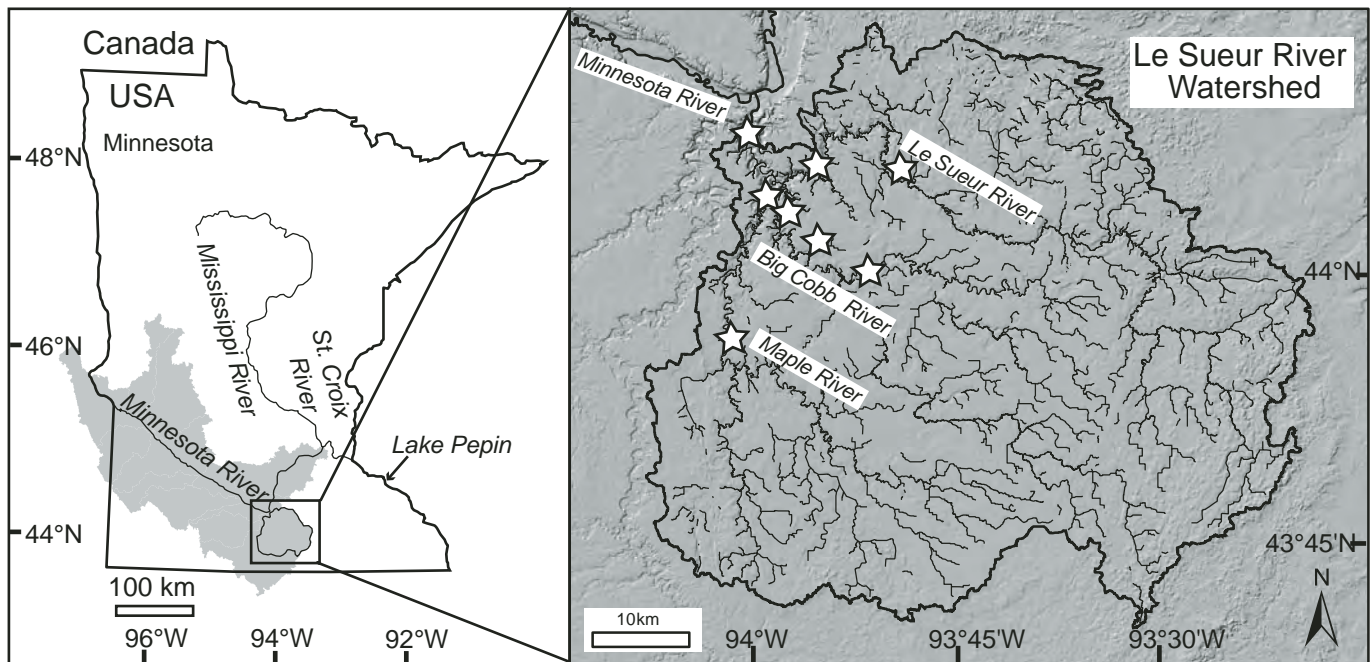 Canada
USA
Minnesota
48°N
46°N
44°N
Mississippi River
St. Croix
River
Minnesota River
Lake Pepin
100 km
96°W
94°W
92°W
Le Sueur River
Watershed
Minnesota River
Le Sueur River
Big Cobb River
Maple River
44°N
43°45'N
N
10km
94°W
93°45'W
93°30'W